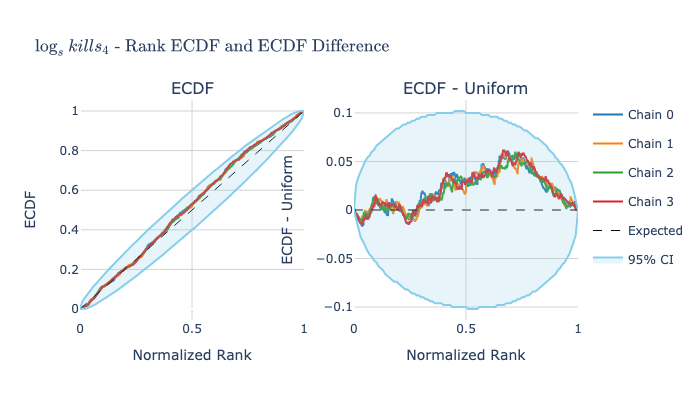 log_s kills_4 - Rank ECDF and ECDF Difference
ECDF
ECDF
1
0.8
0.6
0.4
0.2
0
0
0.5
1
Normalized Rank
ECDF - Uniform
ECDF - Uniform
0.1
0.05
0
−0.05
−0.1
0
0.5
1
Normalized Rank
Chain 0
Chain 1
Chain 2
Chain 3
Expected
95% CI